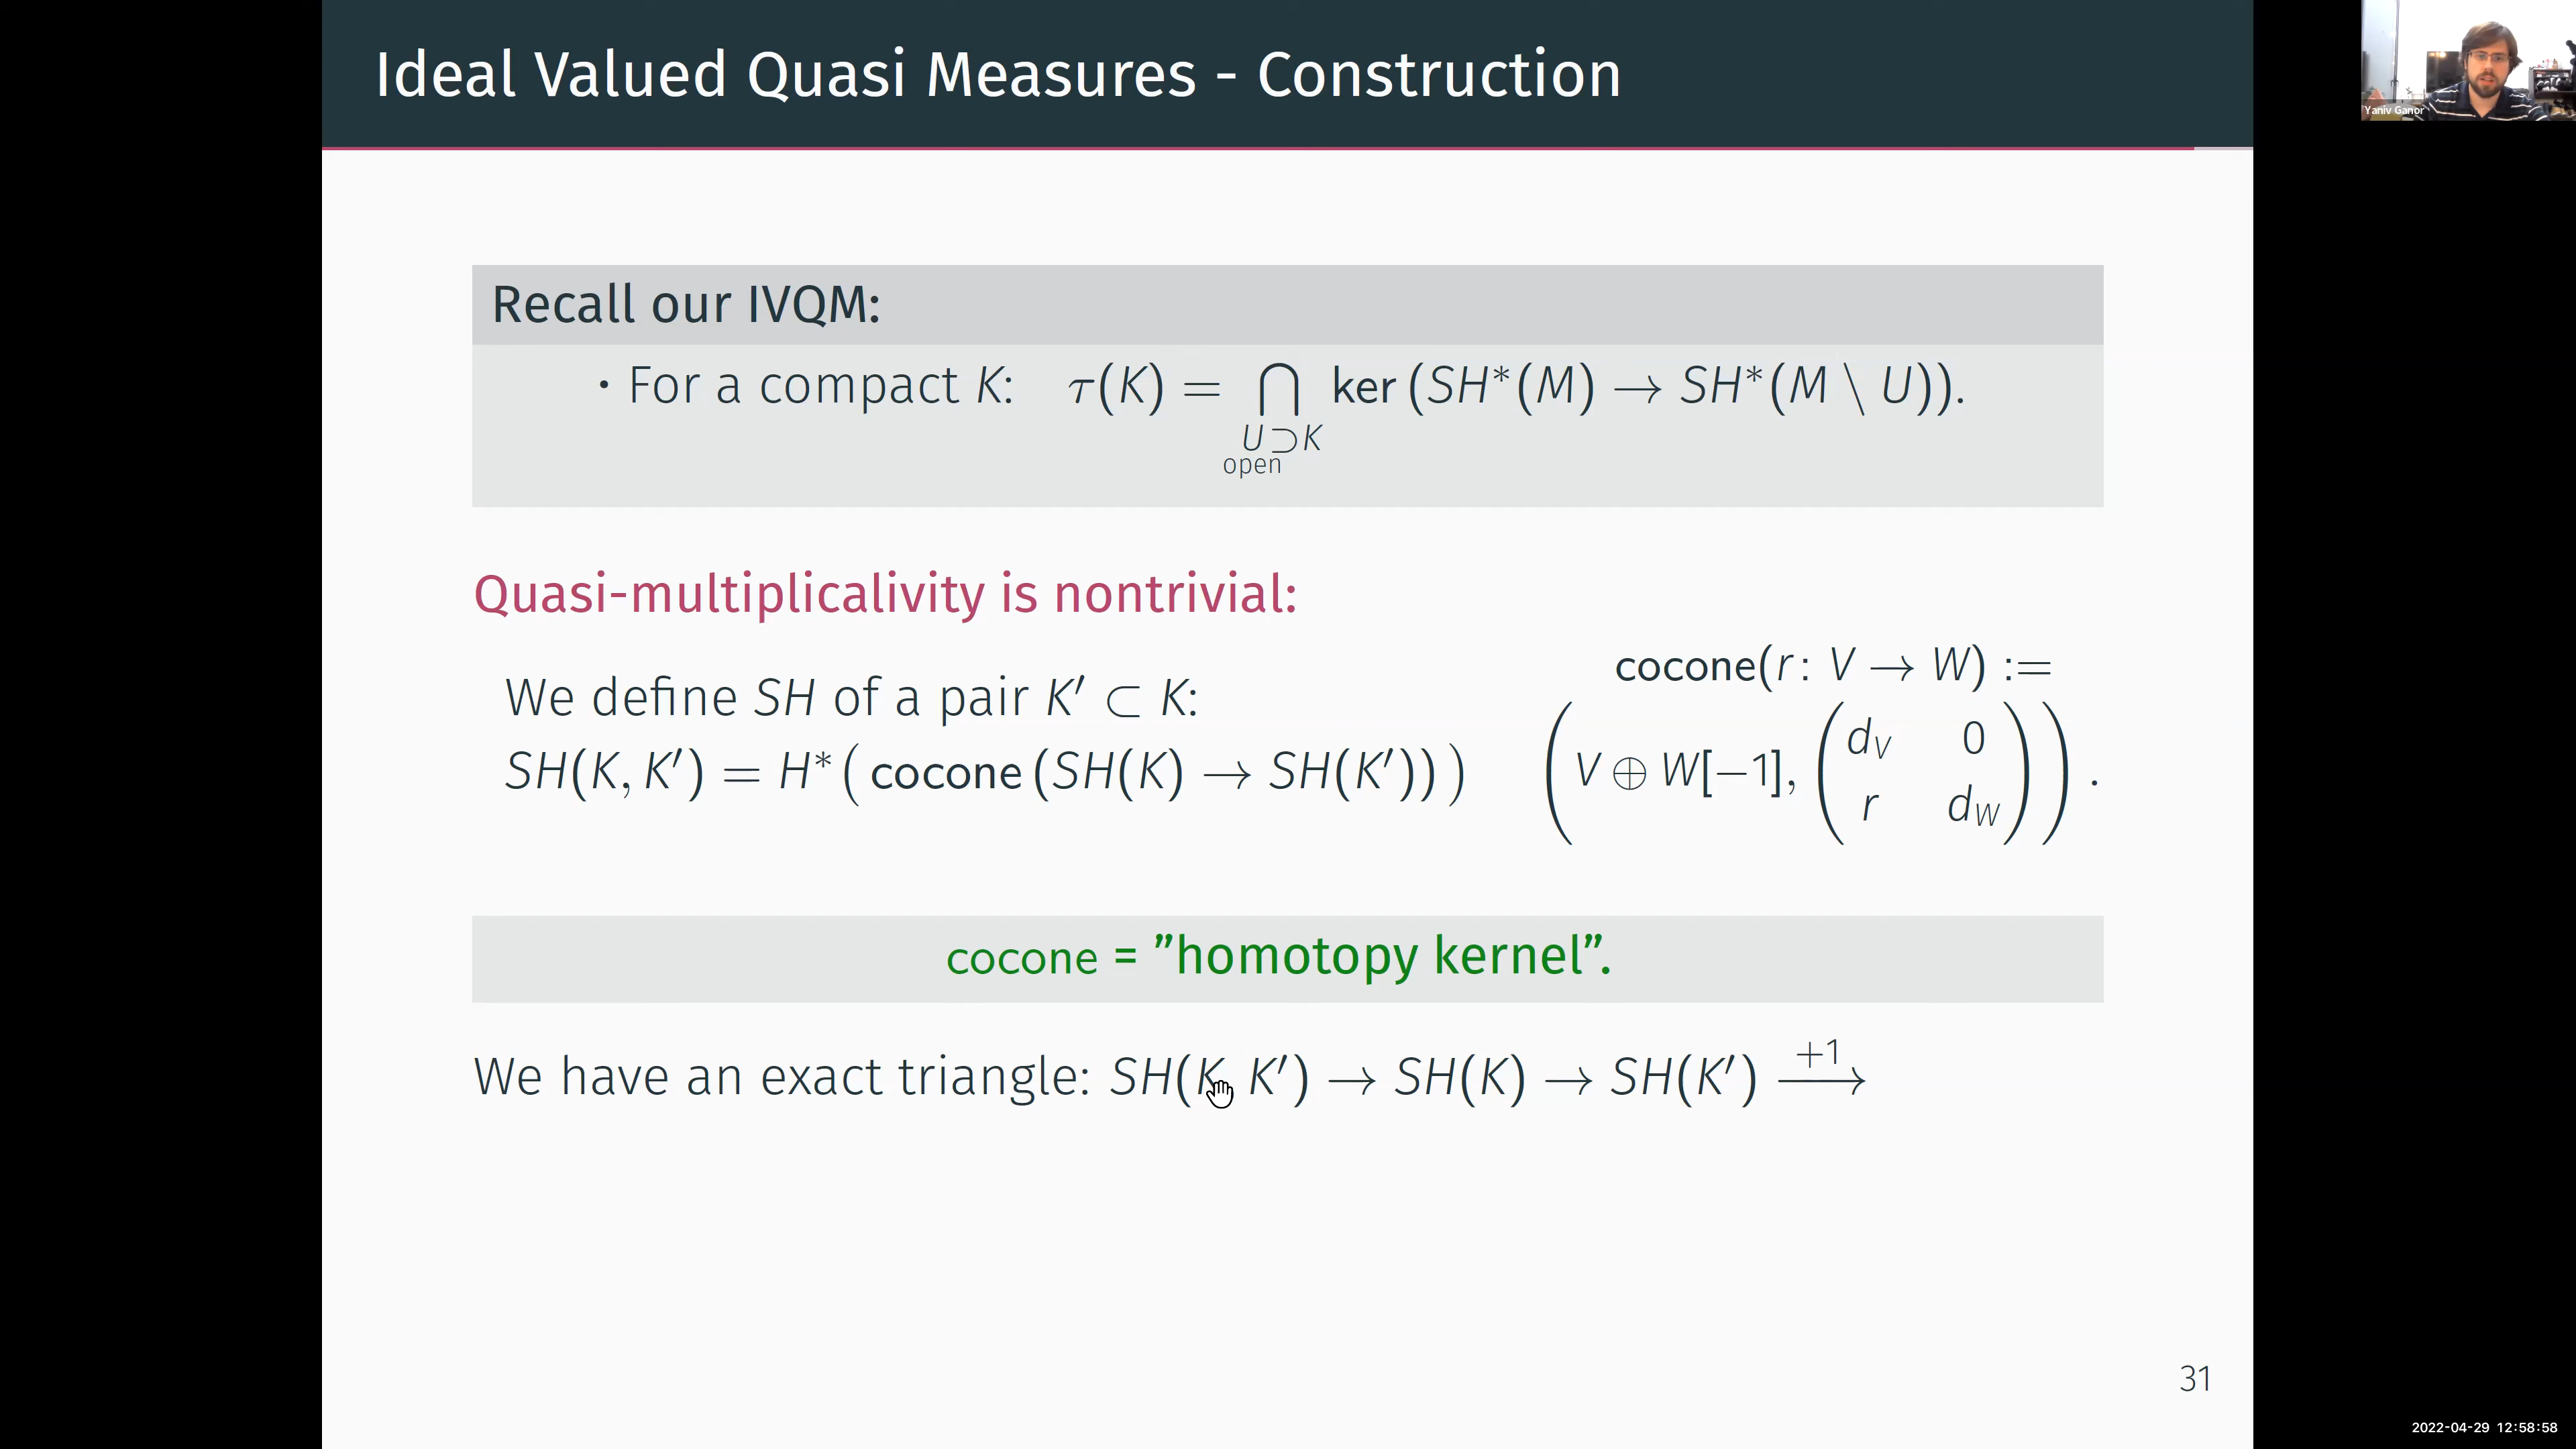 Ideal Valued Quasi Measures - Construction
Yaniv Ganor
Recall our IVQM:
• For a compact K: τ(K) = ⋂ ker (SH*(M) → SH*(M \ U)).
U ⊃ K
open
Quasi-multiplicalivity is nontrivial:
We define SH of a pair K′ ⊂ K:
SH(K, K′) = H*( cocone (SH(K) → SH(K′)) )
cocone(r: V → W) :=
(V ⊕ W[−1], (d_V 0
r d_W)) .
cocone = ”homotopy kernel”.
We have an exact triangle: SH(K, K′) → SH(K) → SH(K′) +1→
31
2022-04-29 12:58:58